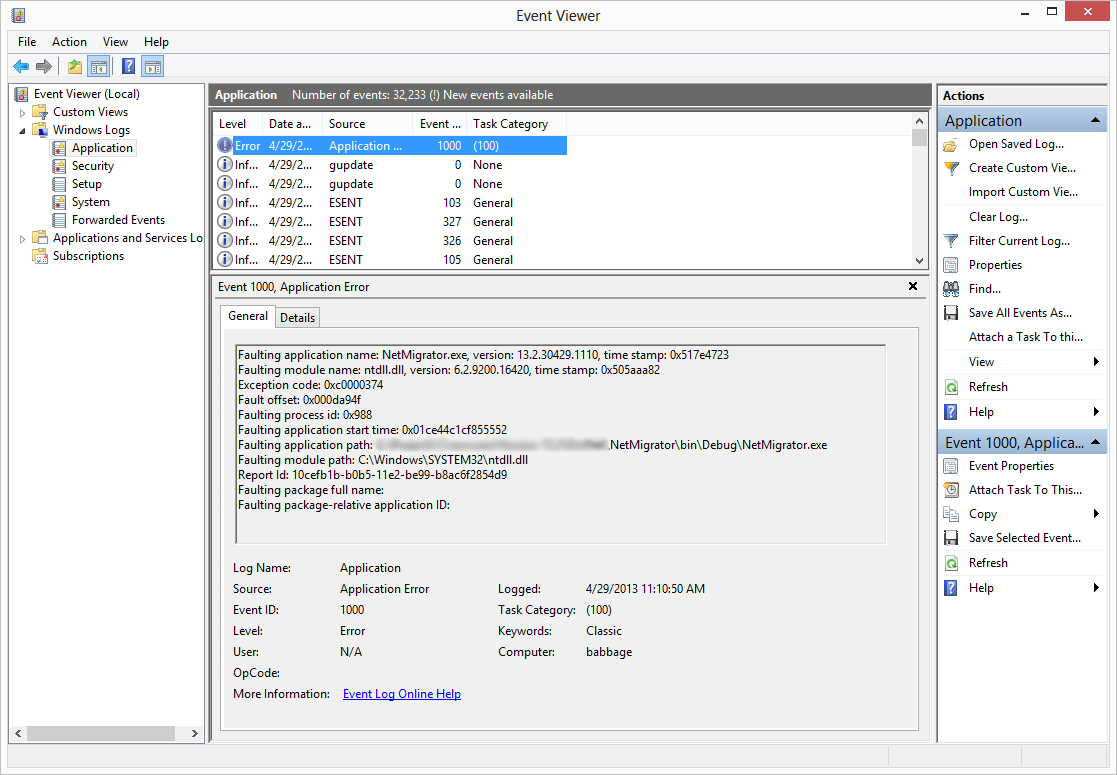 Event Viewer
File Action View Help
Event Viewer (Local)
Custom Views
Windows Logs
Application
Security
Setup
System
Forwarded Events
Applications and Services Lo
Subscriptions
Application Number of events: 32,233 (!) New events available
Level Date a... Source Event ... Task Category
Error 4/29/2... Application ... 1000 (100)
Inf... 4/29/2... gupdate 0 None
Inf... 4/29/2... gupdate 0 None
Inf... 4/29/2... ESENT 103 General
Inf... 4/29/2... ESENT 327 General
Inf... 4/29/2... ESENT 326 General
Inf... 4/29/2... ESENT 105 General
Event 1000, Application Error
General Details
Faulting application name: NetMigrator.exe, version: 13.2.30429.1110, time stamp: 0x517e4723
Faulting module name: ntdll.dll, version: 6.2.9200.16420, time stamp: 0x505aaa82
Exception code: 0xc0000374
Fault offset: 0x000da94f
Faulting process id: 0x988
Faulting application start time: 0x01ce44c1cf855552
Faulting application path: .NetMigrator\bin\Debug\NetMigrator.exe
Faulting module path: C:\Windows\SYSTEM32\ntdll.dll
Report Id: 10cefb1b-b0b5-11e2-be99-b8ac6f2854d9
Faulting package full name:
Faulting package-relative application ID:
Log Name: Application
Source: Application Error Logged: 4/29/2013 11:10:50 AM
Event ID: 1000 Task Category: (100)
Level: Error Keywords: Classic
User: N/A Computer: babbage
OpCode:
More Information: Event Log Online Help
Actions
Application
Open Saved Log...
Create Custom Vie...
Import Custom Vie...
Clear Log...
Filter Current Log...
Properties
Find...
Save All Events As...
Attach a Task To thi...
View
Refresh
Help
Event 1000, Applica...
Event Properties
Attach Task To This...
Copy
Save Selected Event...
Refresh
Help